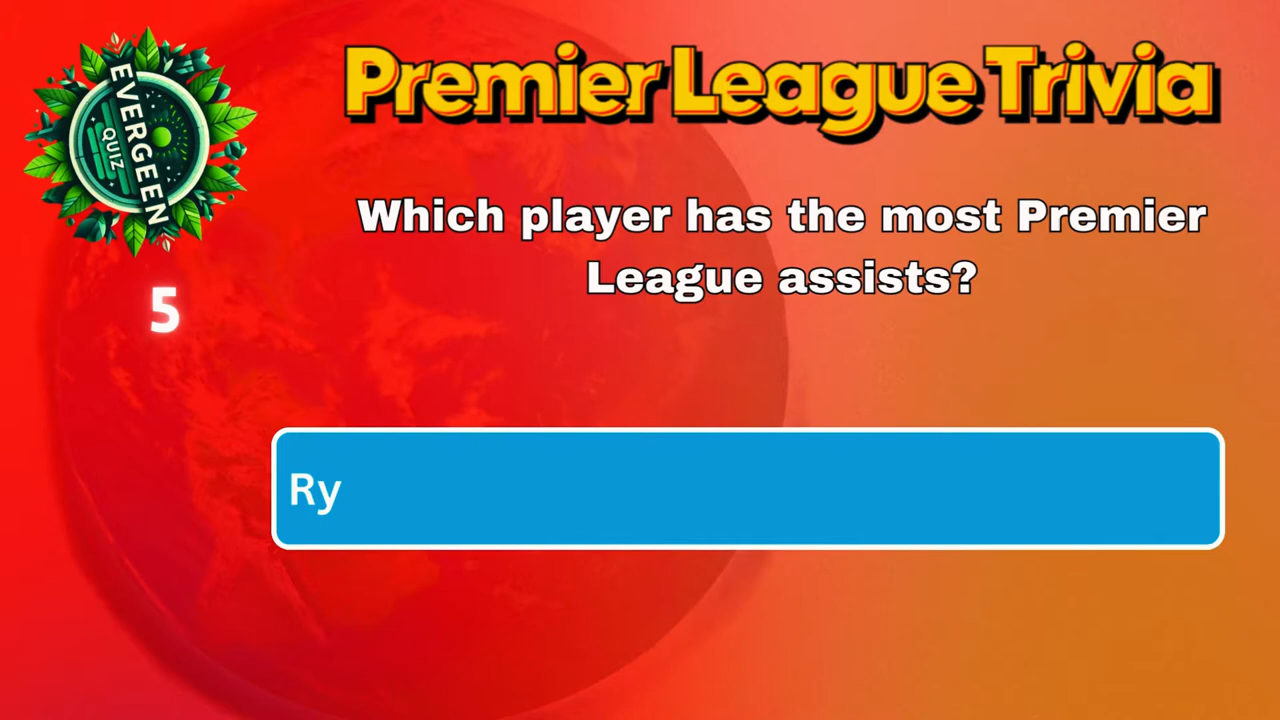 EVERGEEN
QUIZ
Premier League Trivia
Which player has the most Premier
League assists?
5
Ry